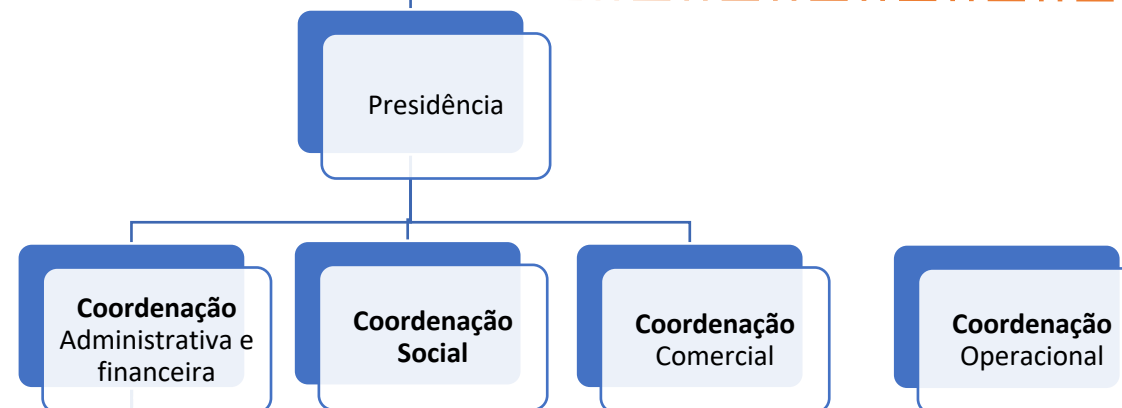 Presidência
Coordenação
Administrativa e
financeira
Coordenação
Social
Coordenação
Comercial
Coordenação
Operacional